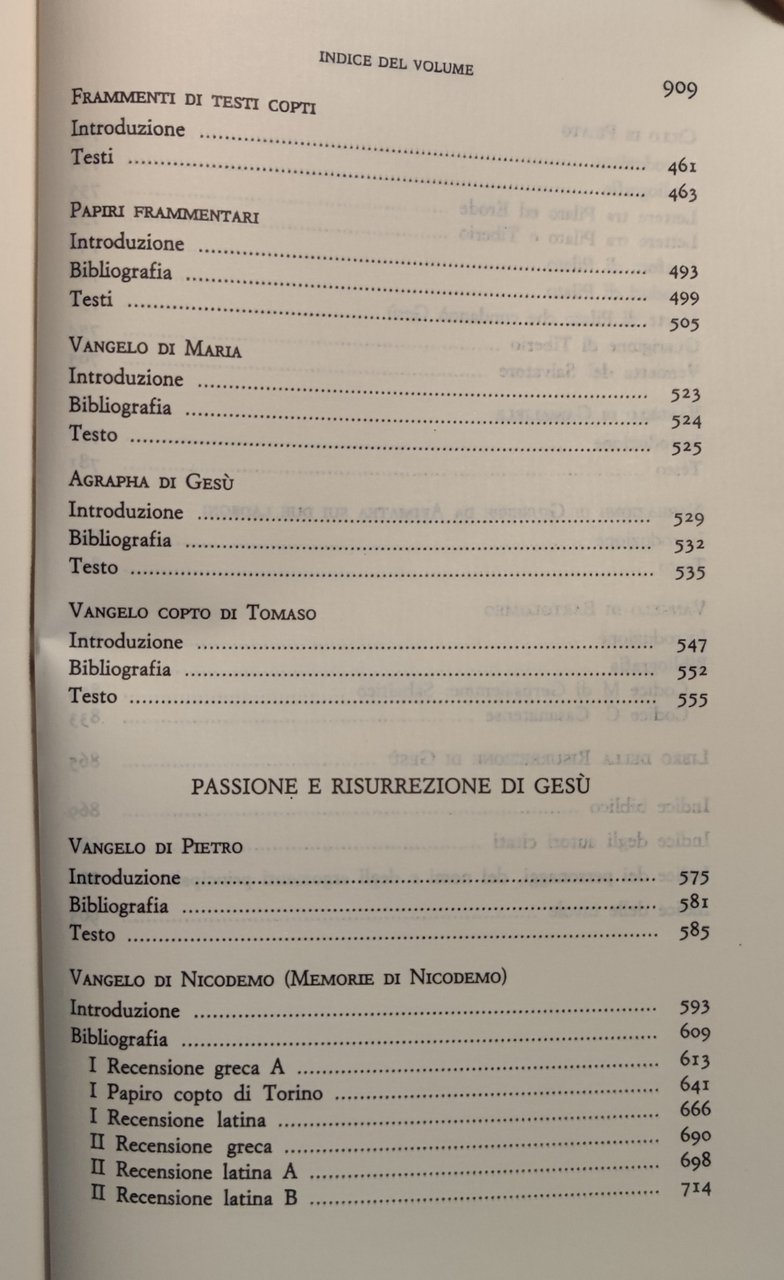 INDICE DEL VOLUME
909
FRAMMENTI DI TESTI COPTI
Introduzione ........ 461
Testi ........ 463
PAPIRI FRAMMENTARI
Introduzione ........ 493
Bibliografia ........ 499
Testi ........ 505
VANGELO DI MARIA
Introduzione ........ 523
Bibliografia ........ 524
Testo ........ 525
AGRAPHA DI GESÙ
Introduzione ........ 529
Bibliografia ........ 532
Testo ........ 535
VANGELO COPTO DI TOMASO
Introduzione ........ 547
Bibliografia ........ 552
Testo ........ 555
PASSIONE E RISURREZIONE DI GESÙ
VANGELO DI PIETRO
Introduzione ........ 575
Bibliografia ........ 581
Testo ........ 585
VANGELO DI NICODEMO (MEMORIE DI NICODEMO)
Introduzione ........ 593
Bibliografia ........ 609
I Recensione greca A ........ 613
I Papiro copto di Torino ........ 641
I Recensione latina ........ 666
II Recensione greca ........ 690
II Recensione latina A ........ 698
II Recensione latina B ........ 714